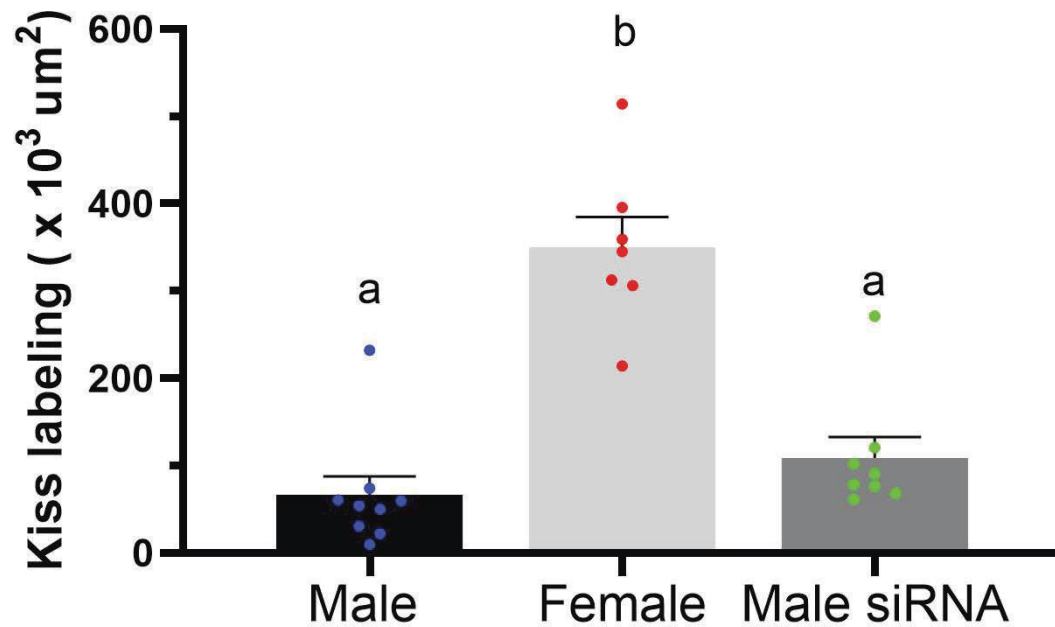 Kiss labeling ( x 10³ um²)
600
400
200
0
b
a
a
Male
Female
Male siRNA